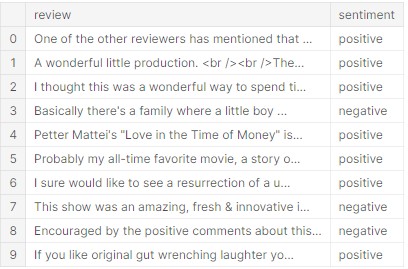 review sentiment
0 One of the other reviewers has mentioned that ... positive
1 A wonderful little production. <br /><br />The... positive
2 I thought this was a wonderful way to spend ti... positive
3 Basically there's a family where a little boy ... negative
4 Petter Mattei's "Love in the Time of Money" is... positive
5 Probably my all-time favorite movie, a story o... positive
6 I sure would like to see a resurrection of a u... positive
7 This show was an amazing, fresh & innovative i... negative
8 Encouraged by the positive comments about this... negative
9 If you like original gut wrenching laughter yo... positive